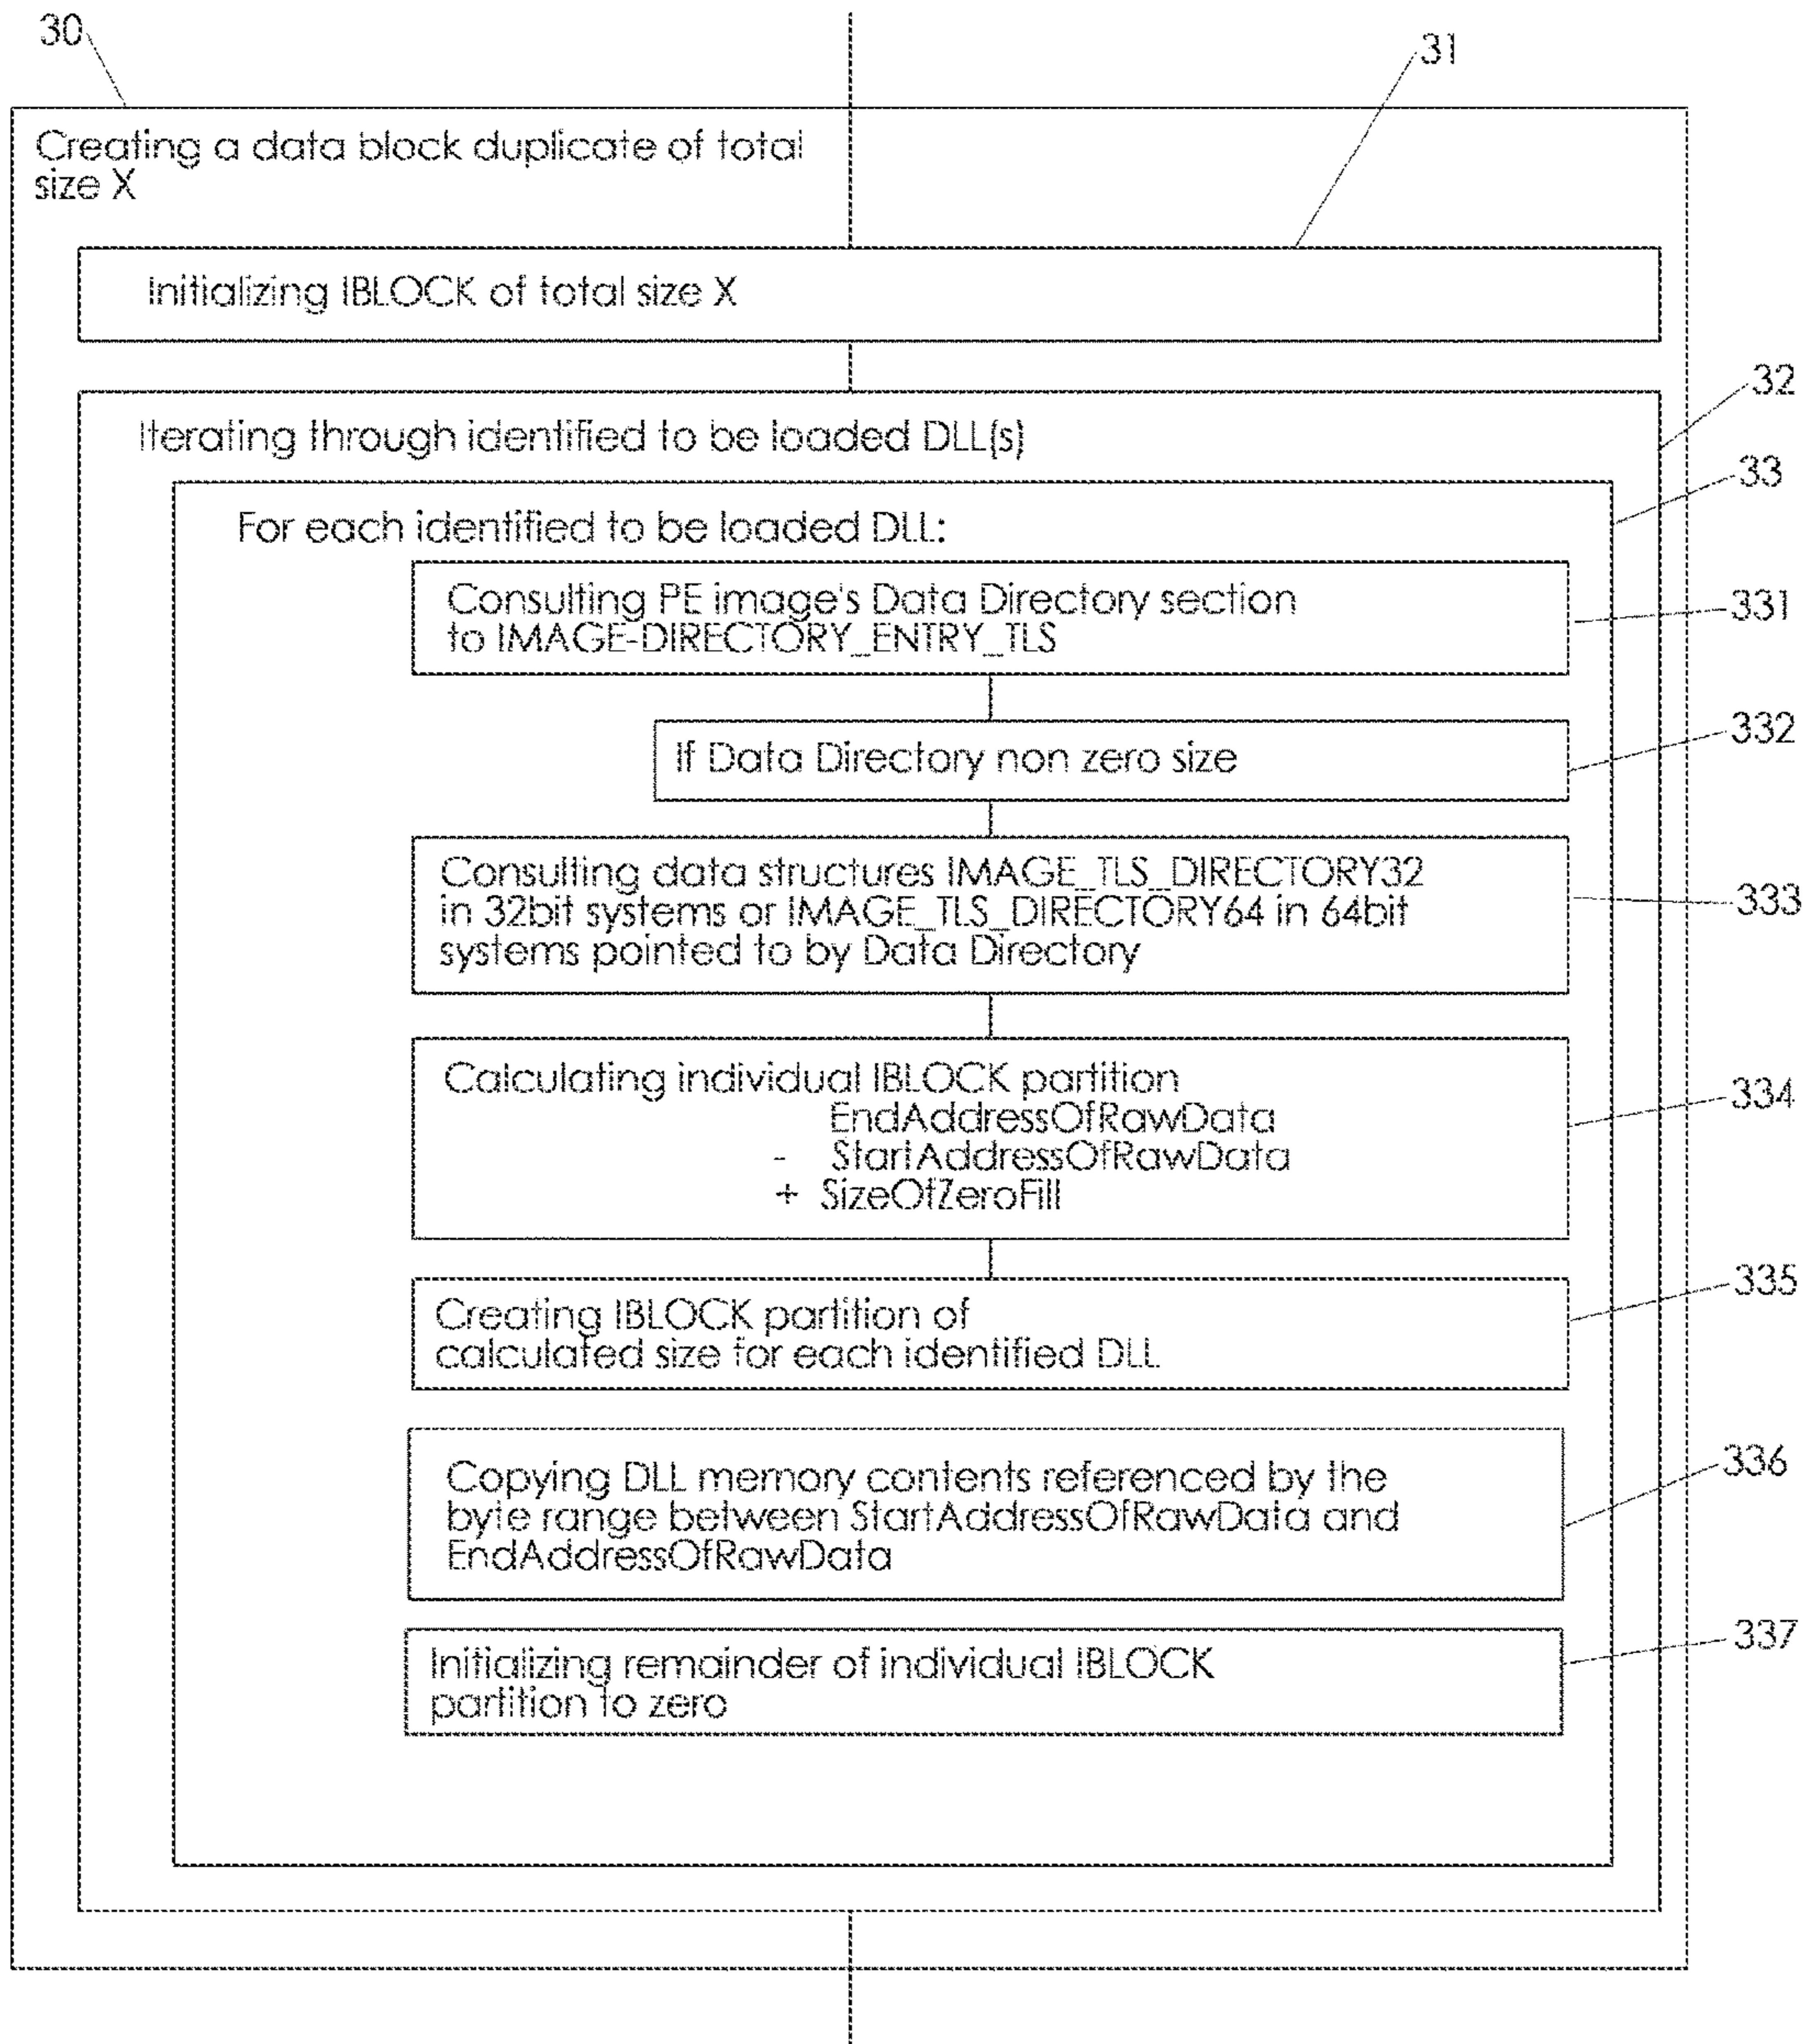 30
31
Creating a data block duplicate of total
size X
Initializing IBLOCK of total size X
32
Iterating through identified to be loaded DLL(s)
33
For each identified to be loaded DLL:
Consulting PE image's Data Directory section
to IMAGE-DIRECTORY_ENTRY_TLS
331
If Data Directory non zero size
332
Consulting data structures IMAGE_TLS_DIRECTORY32
in 32bit systems or IMAGE_TLS_DIRECTORY64 in 64bit
systems pointed to by Data Directory
333
Calculating individual IBLOCK partition
EndAddressOfRawData
- StartAddressOfRawData
+ SizeOfZeroFill
334
Creating IBLOCK partition of
calculated size for each identified DLL
335
Copying DLL memory contents referenced by the
byte range between StartAddressOfRawData and
EndAddressOfRawData
336
Initializing remainder of individual IBLOCK
partition to zero
337